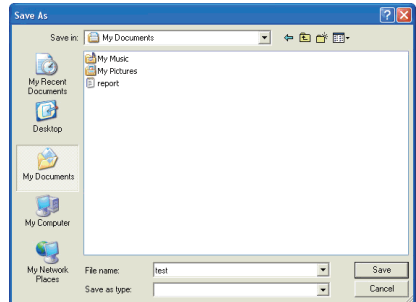 Save As
Save in: My Documents
My Recent
Documents
Desktop
My Documents
My Computer
My Network
Places
My Music
My Pictures
report
File name: test Save
Save as type: Cancel